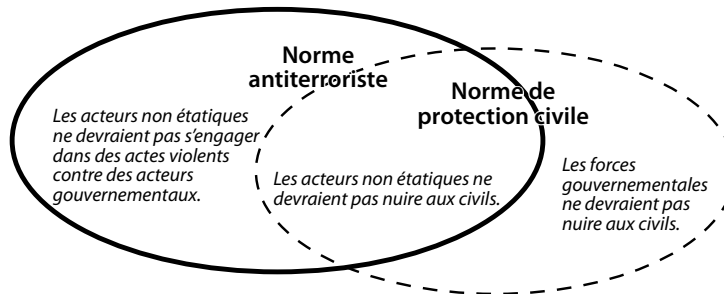 Norme
antiterroriste
Norme de
protection civile
Les acteurs non étatiques
ne devraient pas s'engager
dans des actes violents
contre des acteurs
gouvernementaux.
Les acteurs non étatiques ne
devraient pas nuire aux civils.
Les forces
gouvernementales
ne devraient pas
nuire aux civils.